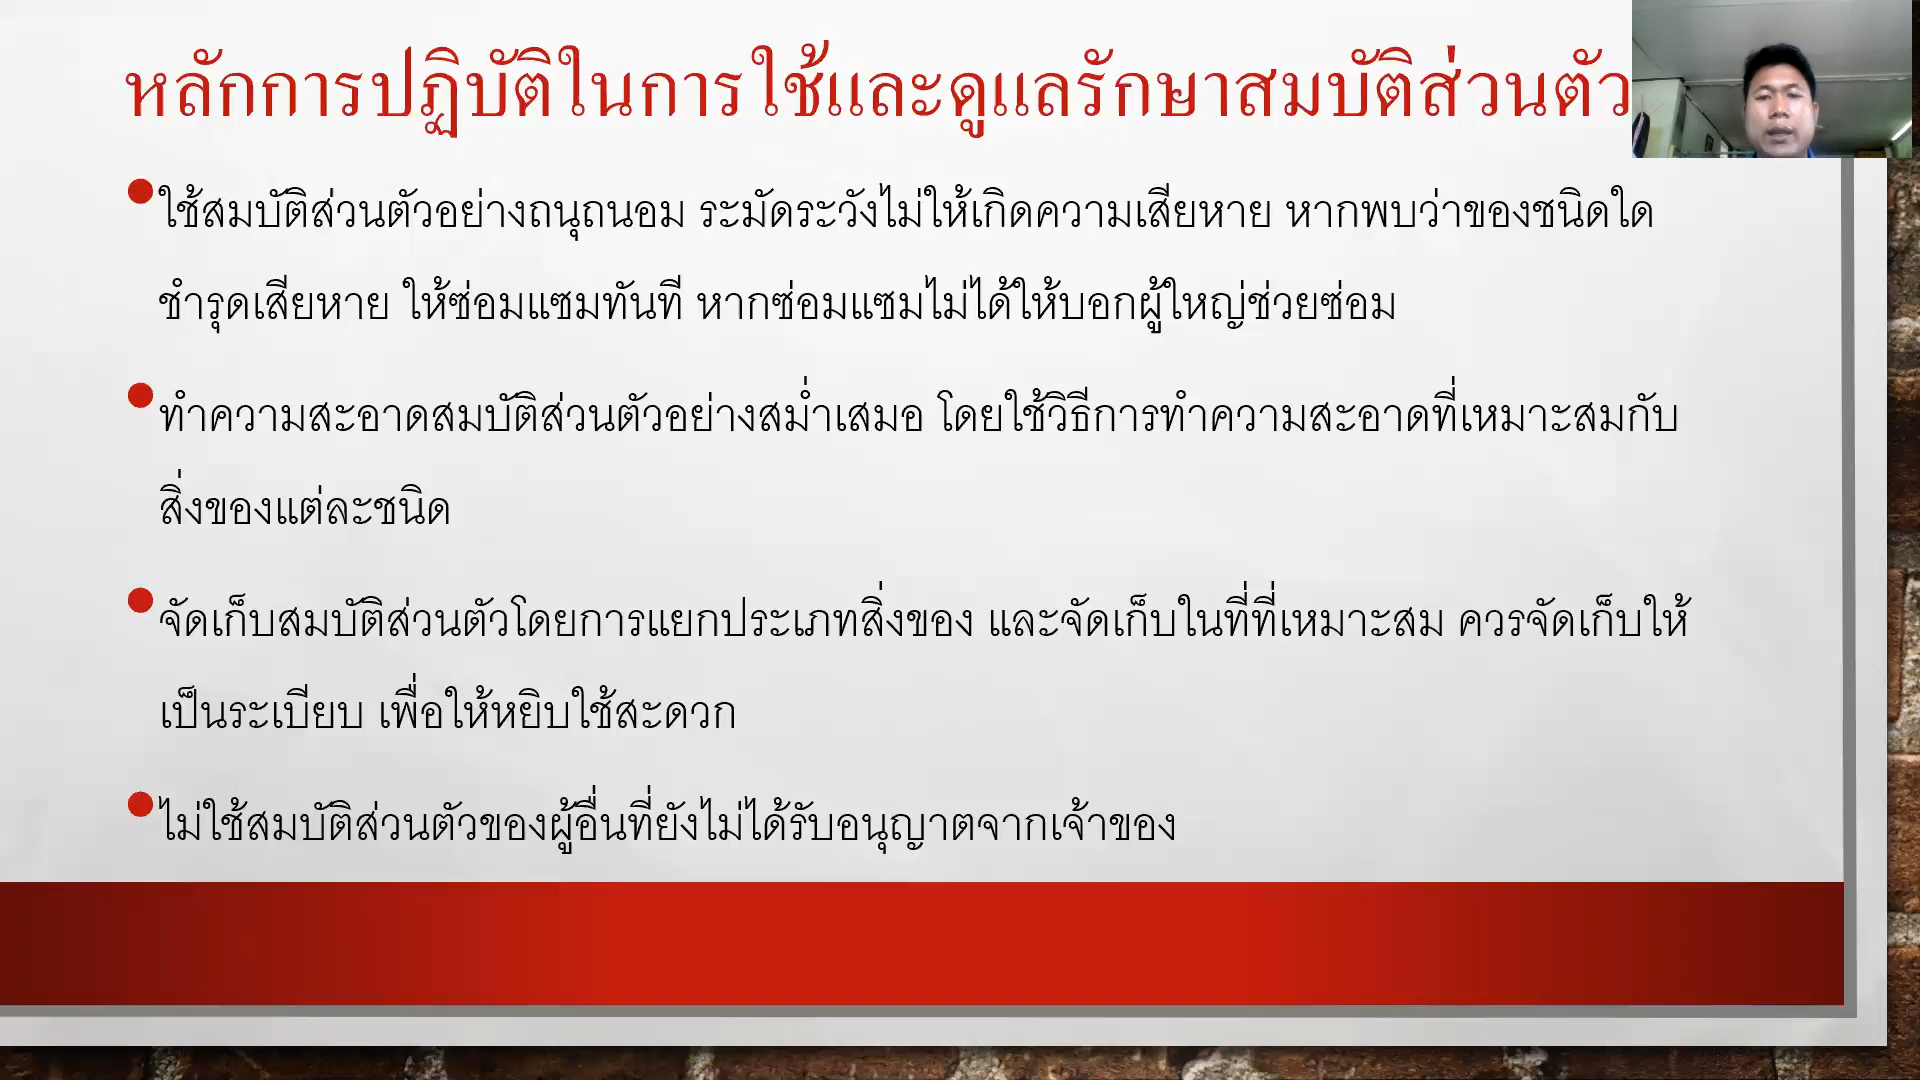 หลักการปฏิบัติในการใช้และดูแลรักษาสมบัติส่วนตัว
ใช้สมบัติส่วนตัวอย่างถนุถนอม ระมัดระวังไม่ให้เกิดความเสียหาย หากพบว่าของชนิดใด
ชำรุดเสียหาย ให้ซ่อมแซมทันที หากซ่อมแซมไม่ได้ให้บอกผู้ใหญ่ช่วยซ่อม
ทำความสะอาดสมบัติส่วนตัวอย่างสม่ำเสมอ โดยใช้วิธีการทำความสะอาดที่เหมาะสมกับ
สิ่งของแต่ละชนิด
จัดเก็บสมบัติส่วนตัวโดยการแยกประเภทสิ่งของ และจัดเก็บในที่ที่เหมาะสม ควรจัดเก็บให้
เป็นระเบียบ เพื่อให้หยิบใช้สะดวก
ไม่ใช้สมบัติส่วนตัวของผู้อื่นที่ยังไม่ได้รับอนุญาตจากเจ้าของ